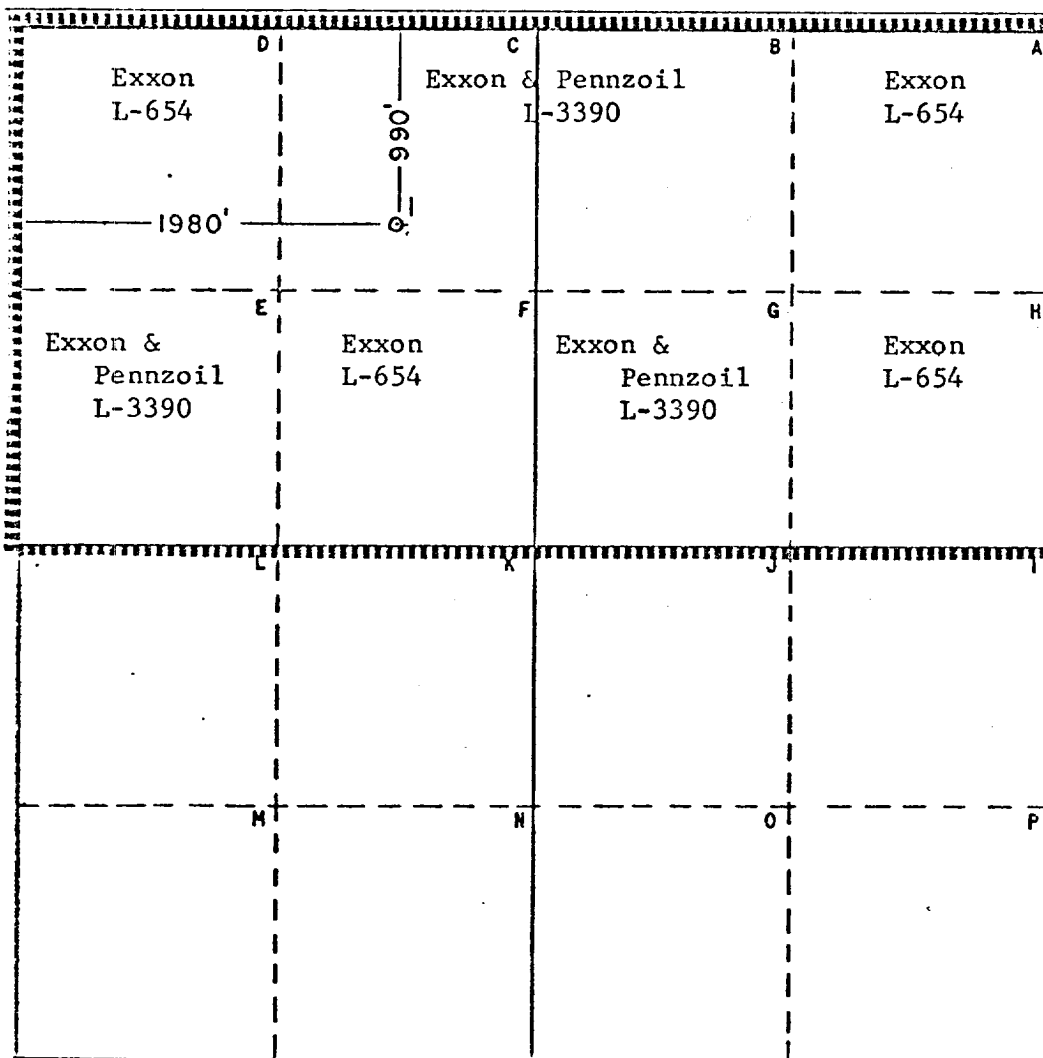 D C B A
Exxon
L-654
Exxon & Pennzoil
L-3390
Exxon
L-654
990'
1
1980'
E F G H
Exxon &
Pennzoil
L-3390
Exxon
L-654
Exxon &
Pennzoil
L-3390
Exxon
L-654
L K J I
M N O P